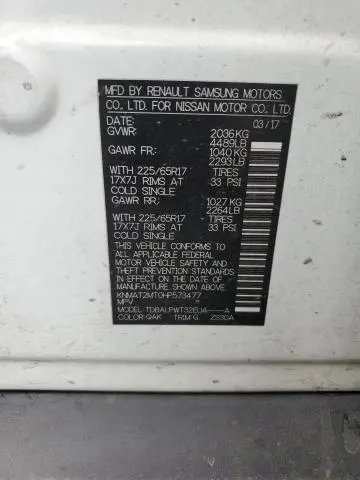 MFD BY RENAULT SAMSUNG MOTORS
CO. LTD. FOR NISSAN MOTOR CO., LTD.
DATE: 03/17
GVWR: 2036KG
4489LB
GAWR FR: 1040 KG
2293LB
WITH 225/65R17 TIRES
17X7J RIMS AT 33 PSI
COLD SINGLE
GAWR RR: 1027 KG
2264LB
WITH 225/65R17 TIRES
17X7J RIMS AT 33 PSI
COLD SINGLE
THIS VEHICLE CONFORMS TO
ALL APPLICABLE FEDERAL
MOTOR VEHICLE SAFETY, BUMPER
AND THEFT PREVENTION STANDARDS
IN EFFECT ON THE DATE OF
MANUFACTURE SHOWN ABOVE.
KNMAT2MT0HP573477
MPV
MODEL: TDBALPWT32EUA-----A
COLOR: QAK TRIM G ZS30A